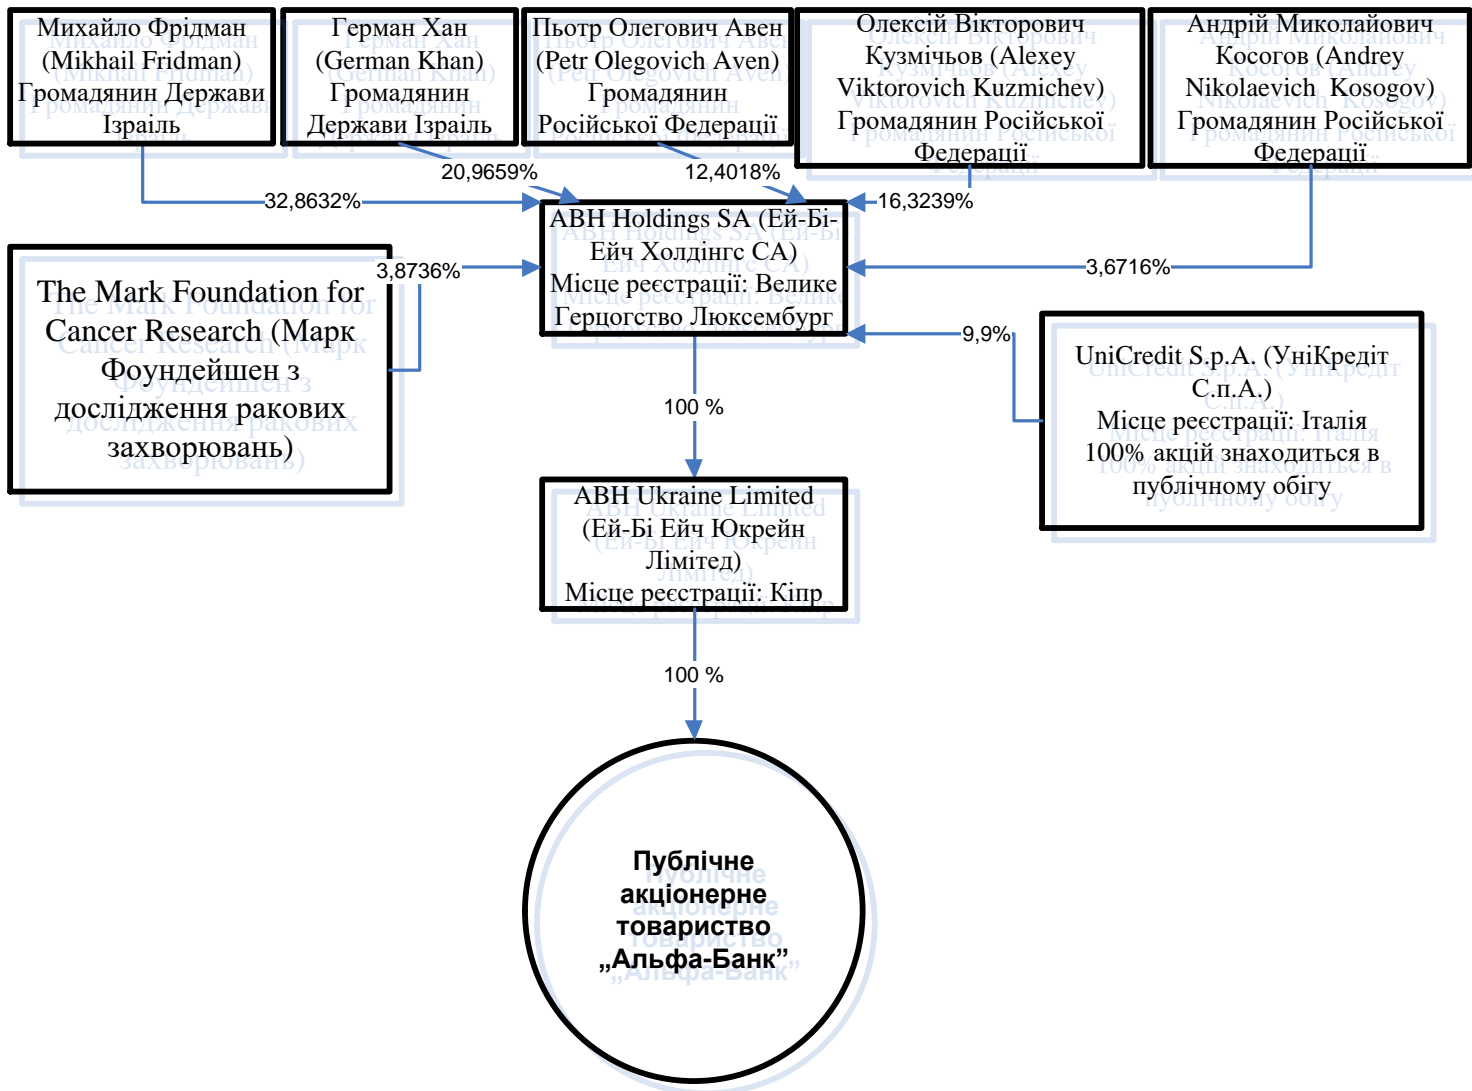 Михайло Фрідман
(Mikhail Fridman)
Громадянин Держави
Ізраїль
Герман Хан
(German Khan)
Громадянин
Держави Ізраїль
Пьотр Олегович Авен
(Petr Olegovich Aven)
Громадянин
Російської Федерації
Олексій Вікторович
Кузмічьов (Alexey
Viktorovich Kuzmichev)
Громадянин Російської
Федерації
Андрій Миколайович
Косогов (Andrey
Nikolaevich Kosogov)
Громадянин Російської
Федерації
20,9659%
12,4018%
32,8632%
16,3239%
ABH Holdings SA (Ей-Бі-
Ейч Холдінгс СА)
Місце реєстрації: Велике
Герцогство Люксембург
3,8736%
3,6716%
The Mark Foundation for
Cancer Research (Марк
Фоундейшен з
дослідження ракових
захворювань)
9,9%
UniCredit S.p.A. (УніКредіт
С.п.А.)
Місце реєстрації: Італія
100% акцій знаходиться в
публічному обігу
100 %
ABH Ukraine Limited
(Ей-Бі Ейч Юкрейн
Лімітед)
Місце реєстрації: Кіпр
100 %
Публічне
акціонерне
товариство
„Альфа-Банк”